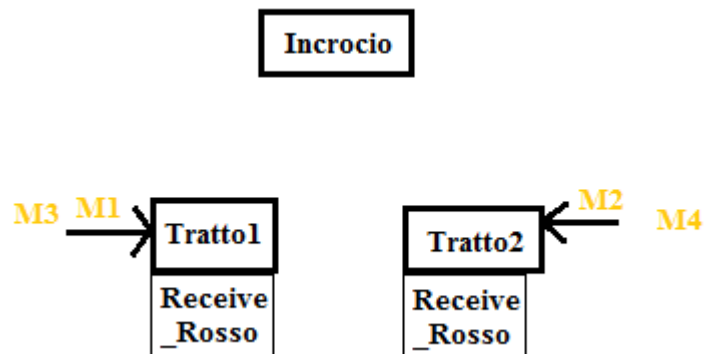 Incrocio
M3 M1
Tratto1
M2
M4
Tratto2
Receive
_Rosso
Receive
_Rosso